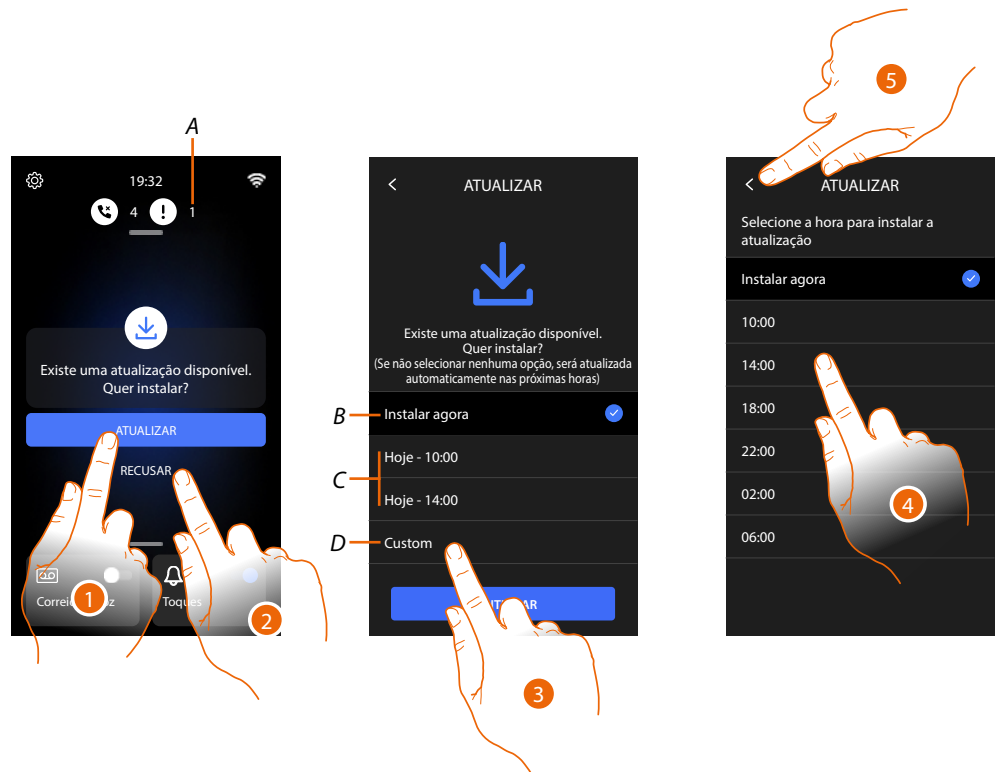 A
19:32
4 ! 1
Existe uma atualização disponível.
Quer instalar?
ATUALIZAR
RECUSAR
Toques
1
2
ATUALIZAR
Existe uma atualização disponível.
Quer instalar?
(Se não selecionar nenhuma opção, será atualizada
automaticamente nas próximas horas)
B
Instalar agora
C
Hoje - 10:00
Hoje - 14:00
D
Custom
3
5
ATUALIZAR
Selecione a hora para instalar a
atualização
Instalar agora
10:00
14:00
18:00
22:00
02:00
06:00
4